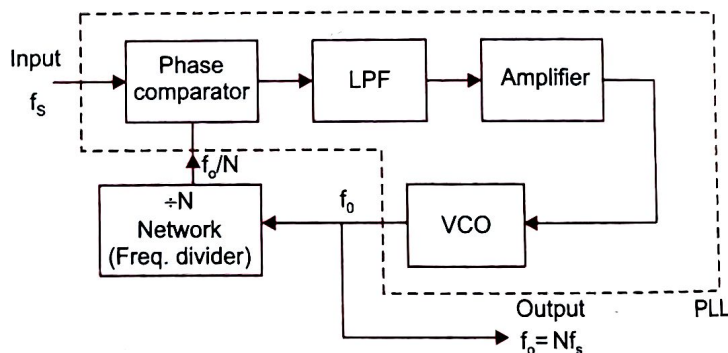 Input
f_s
Phase
comparator
LPF
Amplifier
f_o/N
÷N
Network
(Freq. divider)
f_0
VCO
Output
PLL
f_o = Nf_s